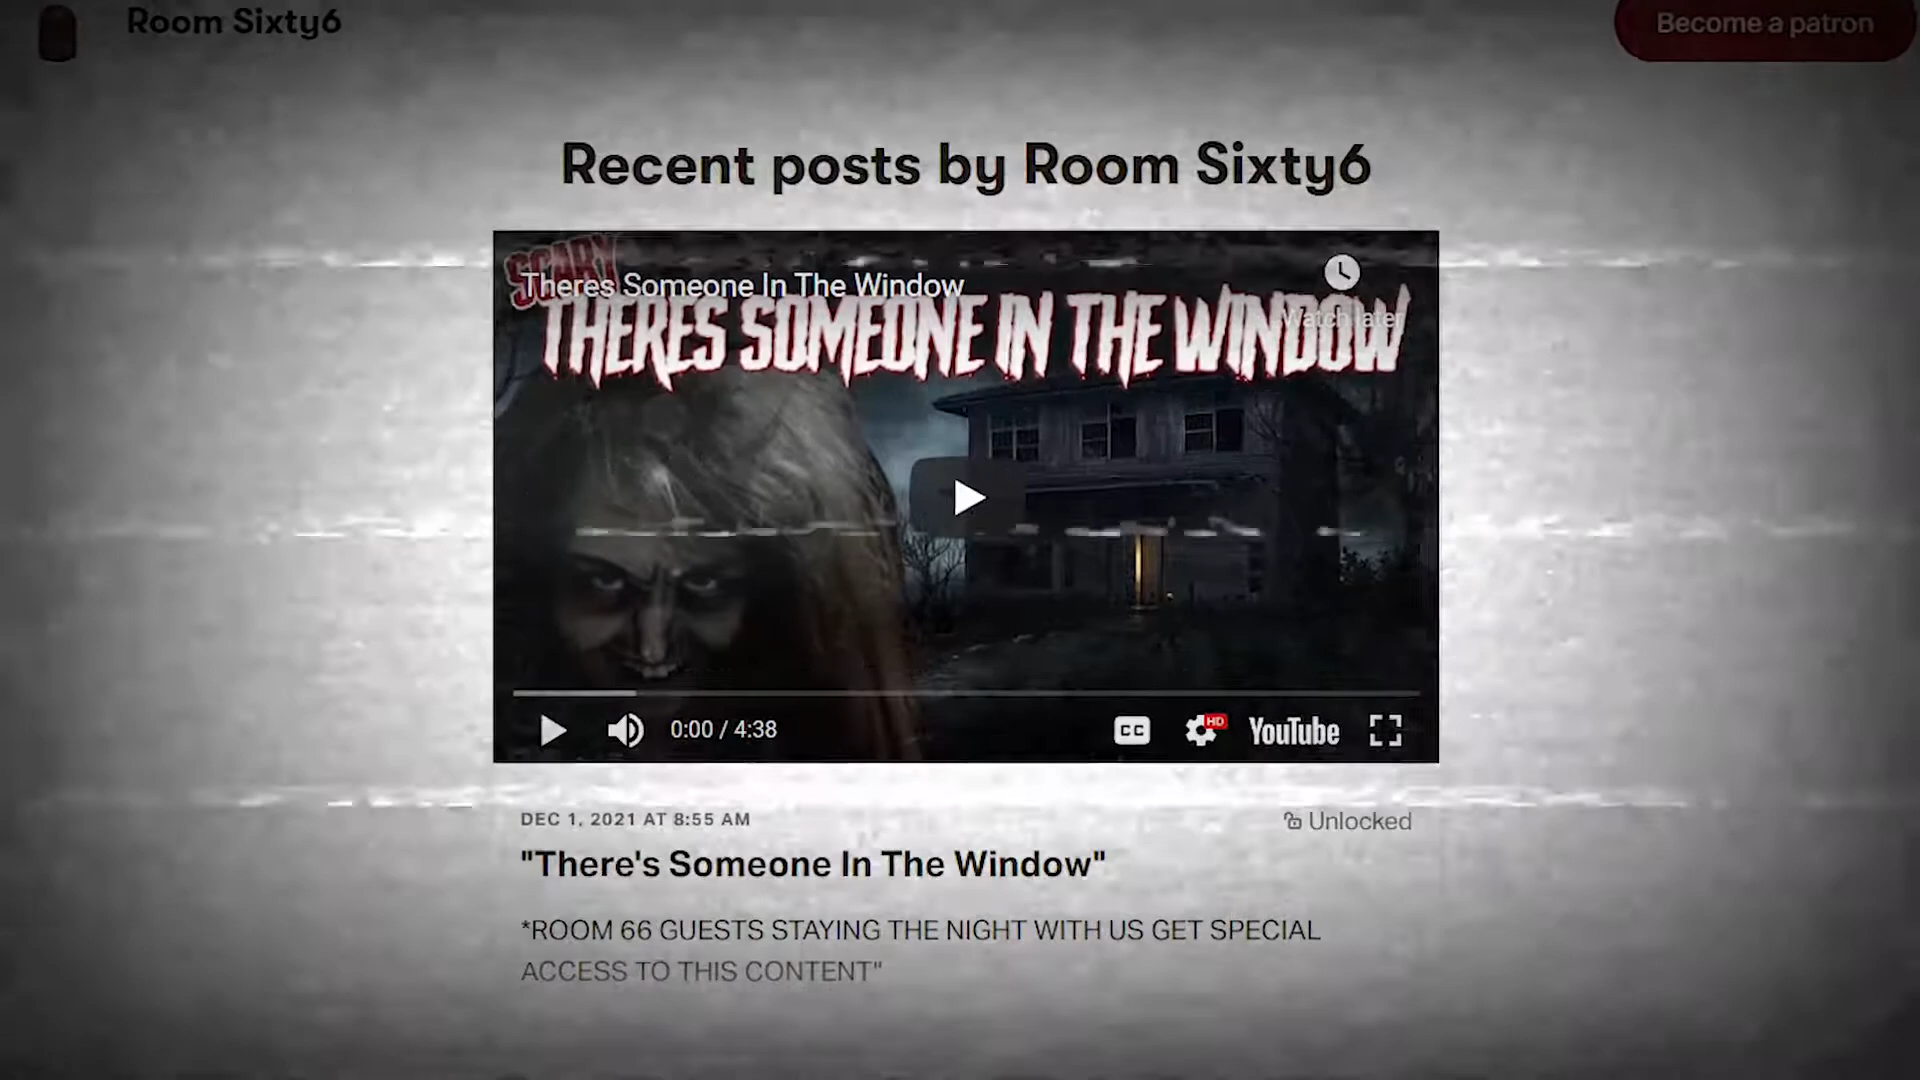 Room Sixty6
Become a patron
Recent posts by Room Sixty6
SCARY
Theres Someone In The Window
THERES SOMEONE IN THE WINDOW
Watch later
0:00 / 4:38
CC
HD
YouTube
DEC 1, 2021 AT 8:55 AM
Unlocked
"There's Someone In The Window"
*ROOM 66 GUESTS STAYING THE NIGHT WITH US GET SPECIAL
ACCESS TO THIS CONTENT"